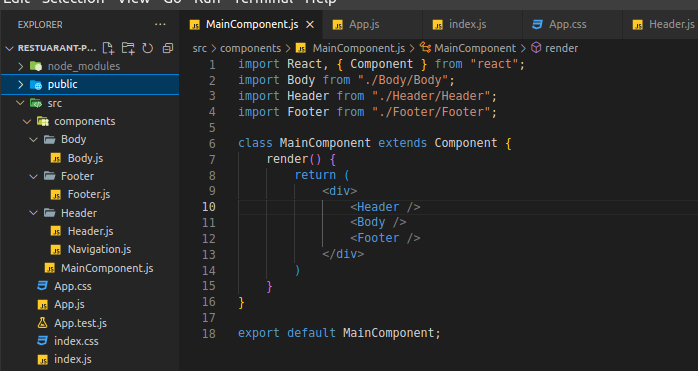 Edit Selection View Go Run Terminal Help
EXPLORER
RESTUARANT-P...
node_modules
public
src
components
Body
Body.js
Footer
Footer.js
Header
Header.js
Navigation.js
MainComponent.js
App.css
App.js
App.test.js
index.css
index.js
MainComponent.js App.js index.js App.css Header.js
src > components > MainComponent.js > MainComponent > render
1 import React, { Component } from "react";
2 import Body from "./Body/Body";
3 import Header from "./Header/Header";
4 import Footer from "./Footer/Footer";
5
6 class MainComponent extends Component {
7 render() {
8 return (
9 <div>
10 <Header />
11 <Body />
12 <Footer />
13 </div>
14 )
15 }
16 }
17
18 export default MainComponent;